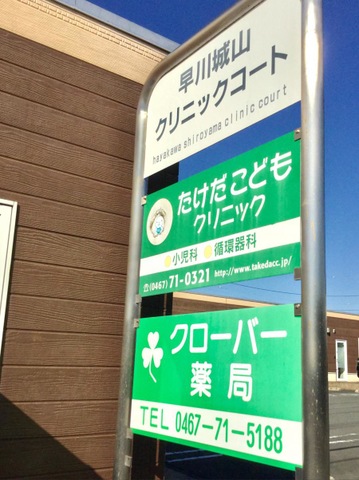 早川城山
クリニックコート
hayakawa shiroyama clinic court
たけだこども
クリニック
小児科 循環器科
☎(0467)71-0321 http://www.takedacc.jp/
クローバー
薬局
TEL 0467-71-5188